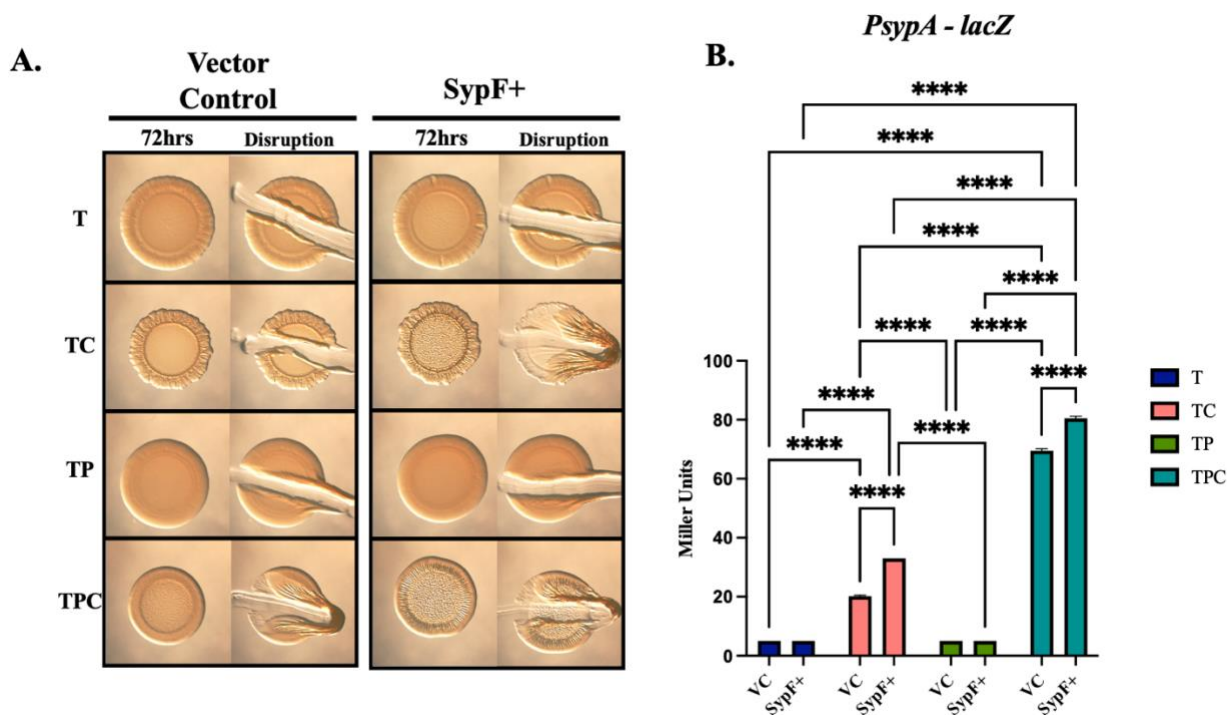 A.
Vector
Control
SypF+
72hrs
Disruption
72hrs
Disruption
T
TC
TP
TPC
B.
PsypA - lacZ
****
****
****
****
****
****
****
****
****
****
****
****
Miller Units
100
80
60
40
20
0
VC
SypF+
VC
SypF+
VC
SypF+
VC
SypF+
T
TC
TP
TPC